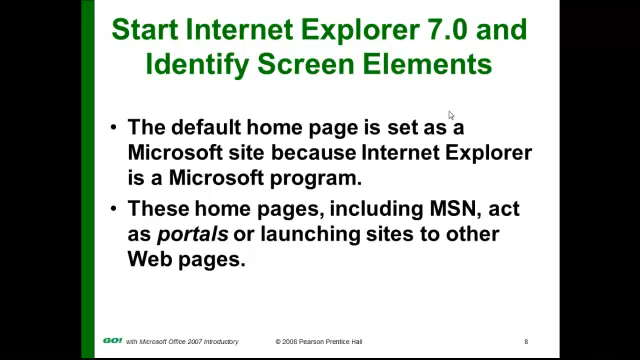 Start Internet Explorer 7.0 and
Identify Screen Elements
• The default home page is set as a
Microsoft site because Internet Explorer
is a Microsoft program.
• These home pages, including MSN, act
as portals or launching sites to other
Web pages.
GO! with Microsoft Office 2007 Introductory © 2008 Pearson Prentice Hall 8